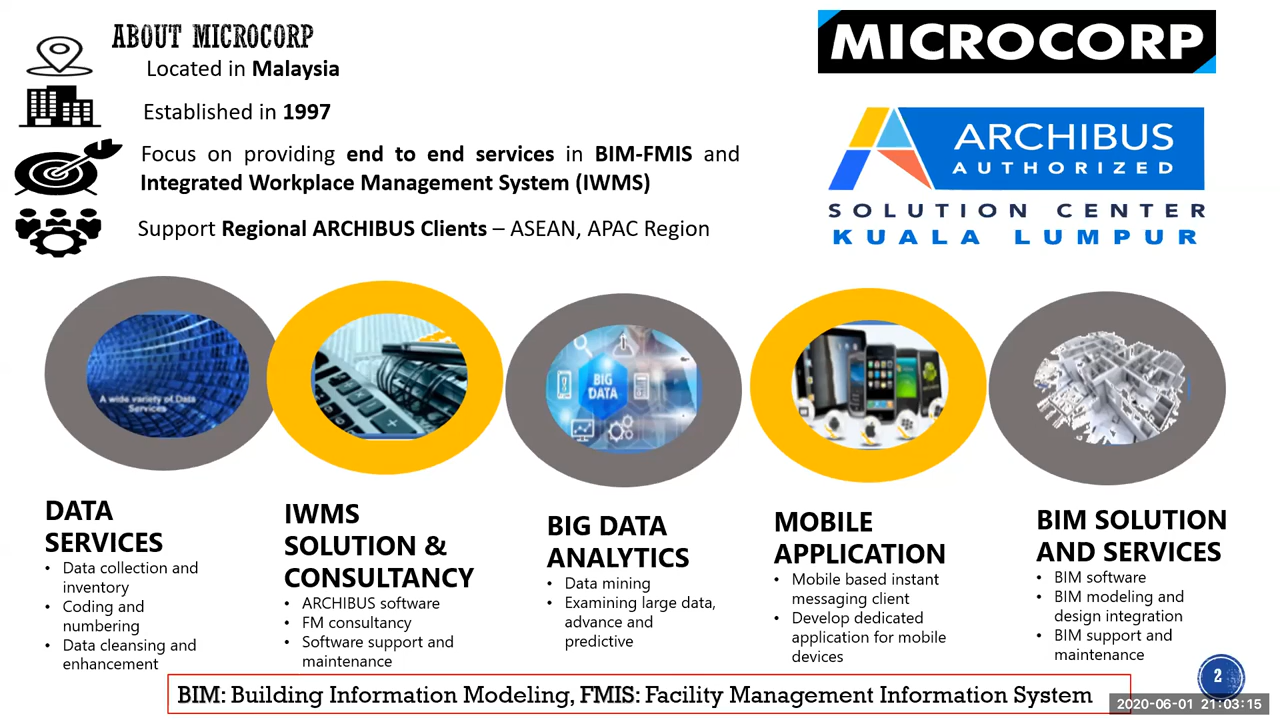 ABOUT MICROCORP
Located in Malaysia
Established in 1997
Focus on providing end to end services in BIM-FMIS and
Integrated Workplace Management System (IWMS)
Support Regional ARCHIBUS Clients – ASEAN, APAC Region
MICROCORP
ARCHIBUS
AUTHORIZED
SOLUTION CENTER
KUALA LUMPUR
A wide variety of Data
Services
BIG
DATA
DATA
SERVICES
• Data collection and
inventory
• Coding and
numbering
• Data cleansing and
enhancement
IWMS
SOLUTION &
CONSULTANCY
• ARCHIBUS software
• FM consultancy
• Software support and
maintenance
BIG DATA
ANALYTICS
• Data mining
• Examining large data,
advance and
predictive
MOBILE
APPLICATION
• Mobile based instant
messaging client
• Develop dedicated
application for mobile
devices
BIM SOLUTION
AND SERVICES
• BIM software
• BIM modeling and
design integration
• BIM support and
maintenance
BIM: Building Information Modeling, FMIS: Facility Management Information System
2
2020-06-01 21:03:15